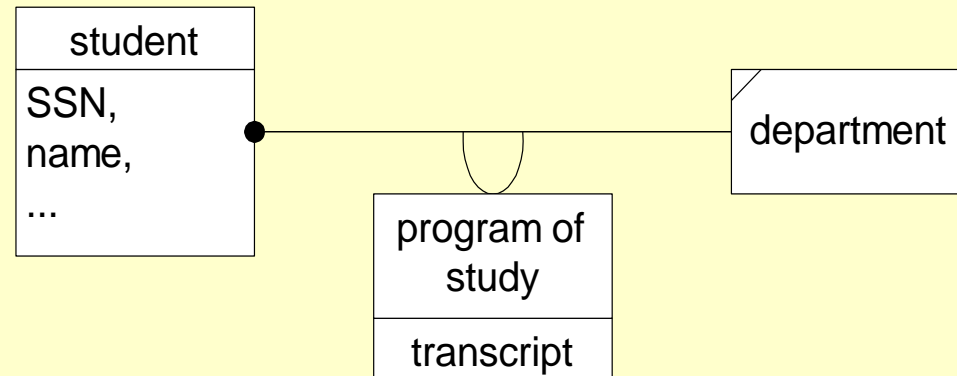 student
SSN,
name,
...
department
program of
study
transcript